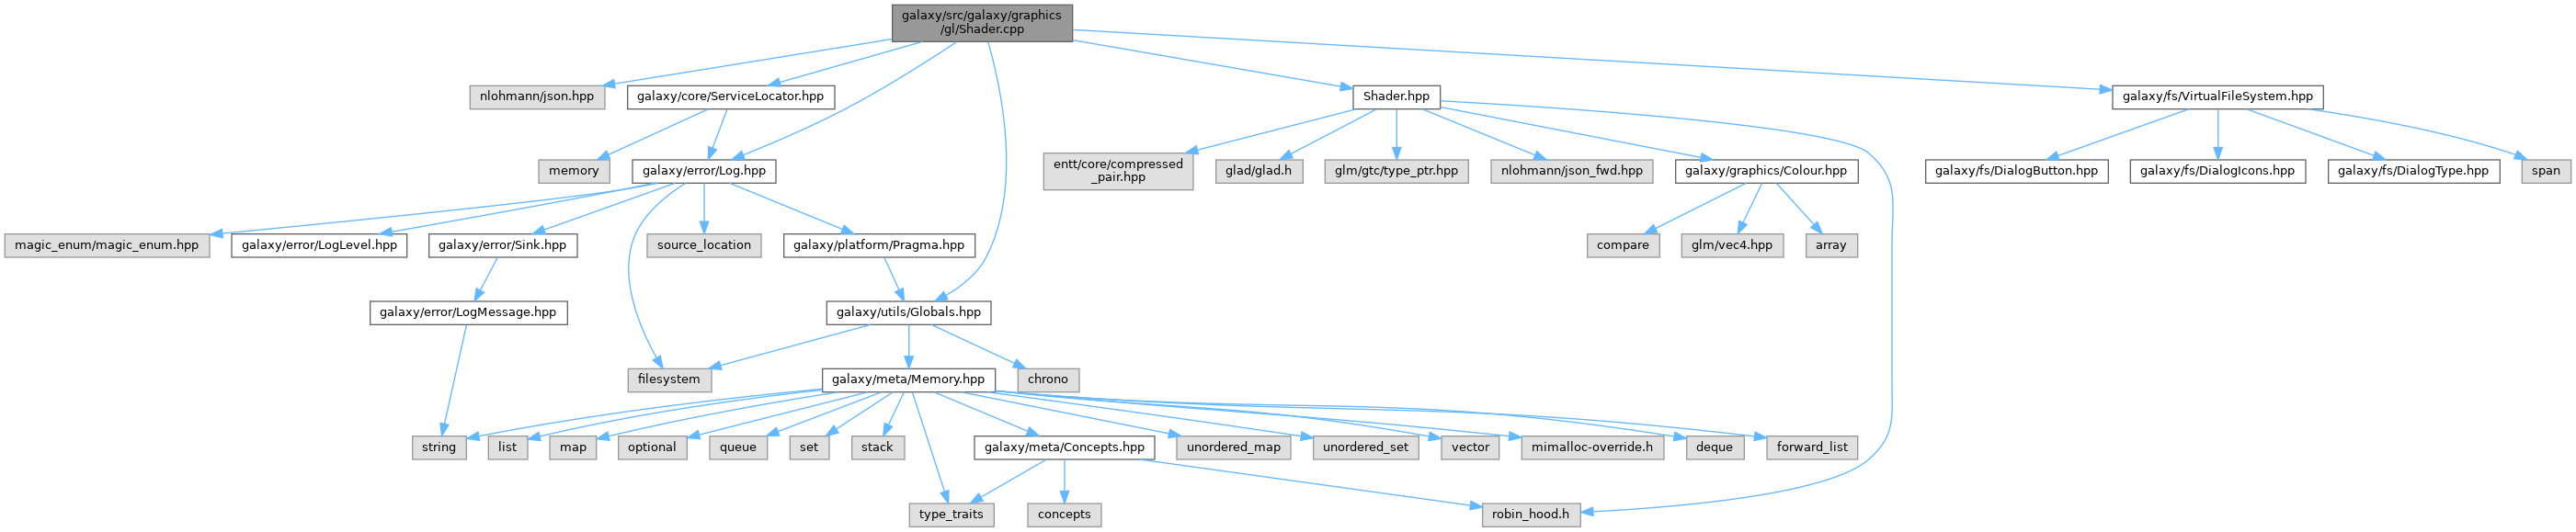 galaxy/src/galaxy/graphics
/gl/Shader.cpp
nlohmann/json.hpp
galaxy/core/ServiceLocator.hpp
Shader.hpp
galaxy/fs/VirtualFileSystem.hpp
memory
galaxy/error/Log.hpp
entt/core/compressed
_pair.hpp
glad/glad.h
glm/gtc/type_ptr.hpp
nlohmann/json_fwd.hpp
galaxy/graphics/Colour.hpp
galaxy/fs/DialogButton.hpp
galaxy/fs/DialogIcons.hpp
galaxy/fs/DialogType.hpp
span
magic_enum/magic_enum.hpp
galaxy/error/LogLevel.hpp
galaxy/error/Sink.hpp
source_location
galaxy/platform/Pragma.hpp
compare
glm/vec4.hpp
array
galaxy/error/LogMessage.hpp
galaxy/utils/Globals.hpp
filesystem
galaxy/meta/Memory.hpp
chrono
string
list
map
optional
queue
set
stack
galaxy/meta/Concepts.hpp
unordered_map
unordered_set
vector
mimalloc-override.h
deque
forward_list
type_traits
concepts
robin_hood.h